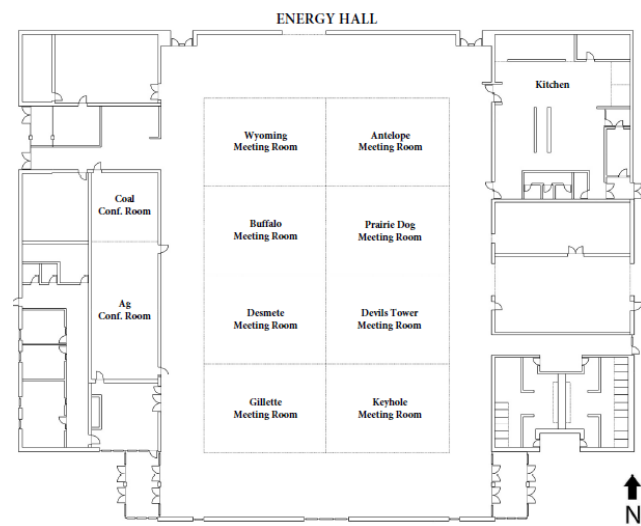 ENERGY HALL
Kitchen
Wyoming
Meeting Room
Antelope
Meeting Room
Coal
Conf. Room
Buffalo
Meeting Room
Prairie Dog
Meeting Room
Ag
Conf. Room
Desmete
Meeting Room
Devils Tower
Meeting Room
Gillette
Meeting Room
Keyhole
Meeting Room
N